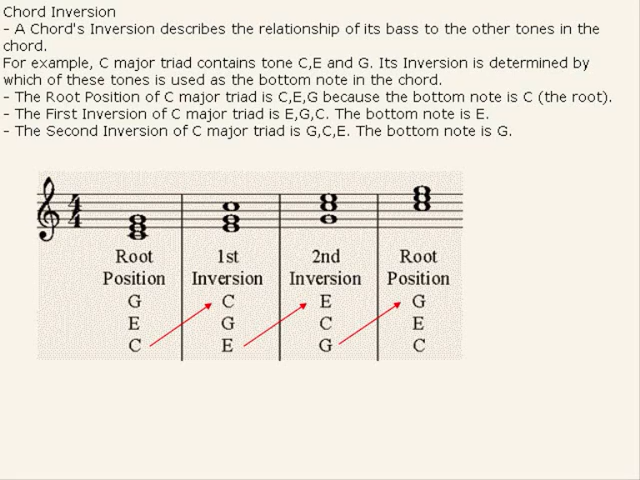 Chord Inversion
- A Chord's Inversion describes the relationship of its bass to the other tones in the
chord.
For example, C major triad contains tone C,E and G. Its Inversion is determined by
which of these tones is used as the bottom note in the chord.
- The Root Position of C major triad is C,E,G because the bottom note is C (the root).
- The First Inversion of C major triad is E,G,C. The bottom note is E.
- The Second Inversion of C major triad is G,C,E. The bottom note is G.
4
4
Root 1st 2nd Root
Position Inversion Inversion Position
G C E G
E G C E
C E G C